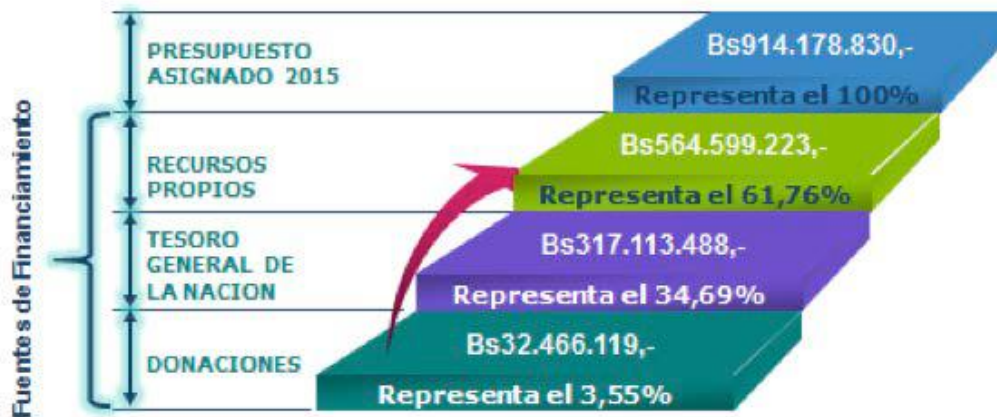 Fuentes de Financiamiento
PRESUPUESTO
ASIGNADO 2015
Bs914.178.830,-
Representa el 100%
RECURSOS
PROPIOS
Bs564.599.223,-
Representa el 61,76%
TESORO
GENERAL DE
LA NACION
Bs317.113.488,-
Representa el 34,69%
DONACIONES
Bs32.466.119,-
Representa el 3,55%